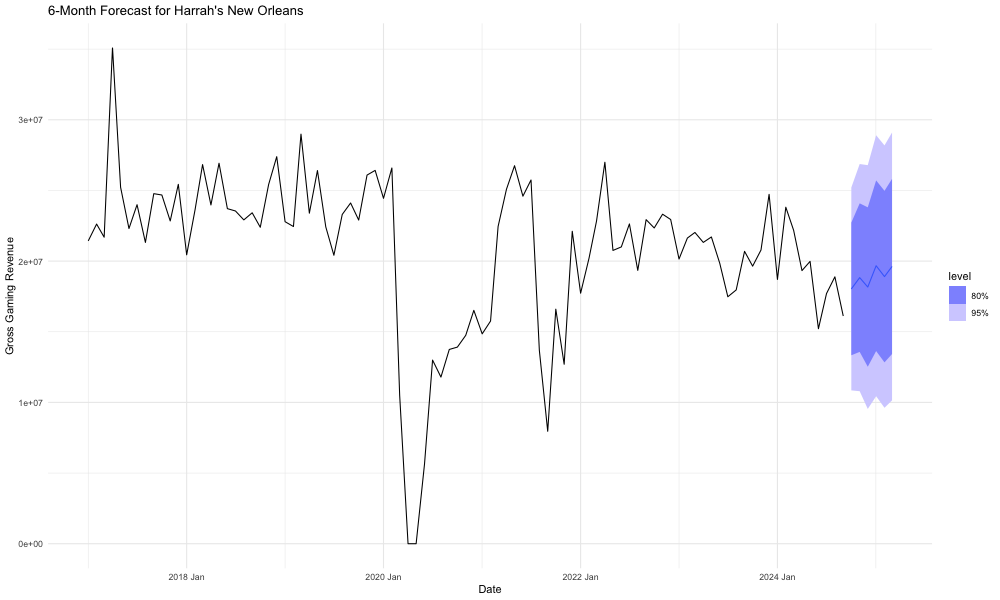 6-Month Forecast for Harrah's New Orleans
Gross Gaming Revenue
3e+07
2e+07
1e+07
0e+00
2018 Jan
2020 Jan
2022 Jan
2024 Jan
Date
level
80%
95%